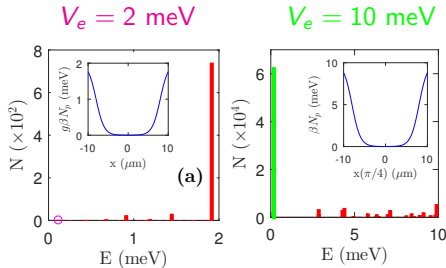 V_e = 2 meV
N (×10²)
8
6
4
2
0
0
1
2
E (meV)
gβN_p (meV)
2
1
0
-10
0
10
x (μm)
(a)
V_e = 10 meV
N (×10⁴)
6
4
2
0
0
5
10
E (meV)
βN_p (meV)
10
5
0
-10
0
10
x(π/4) (μm)